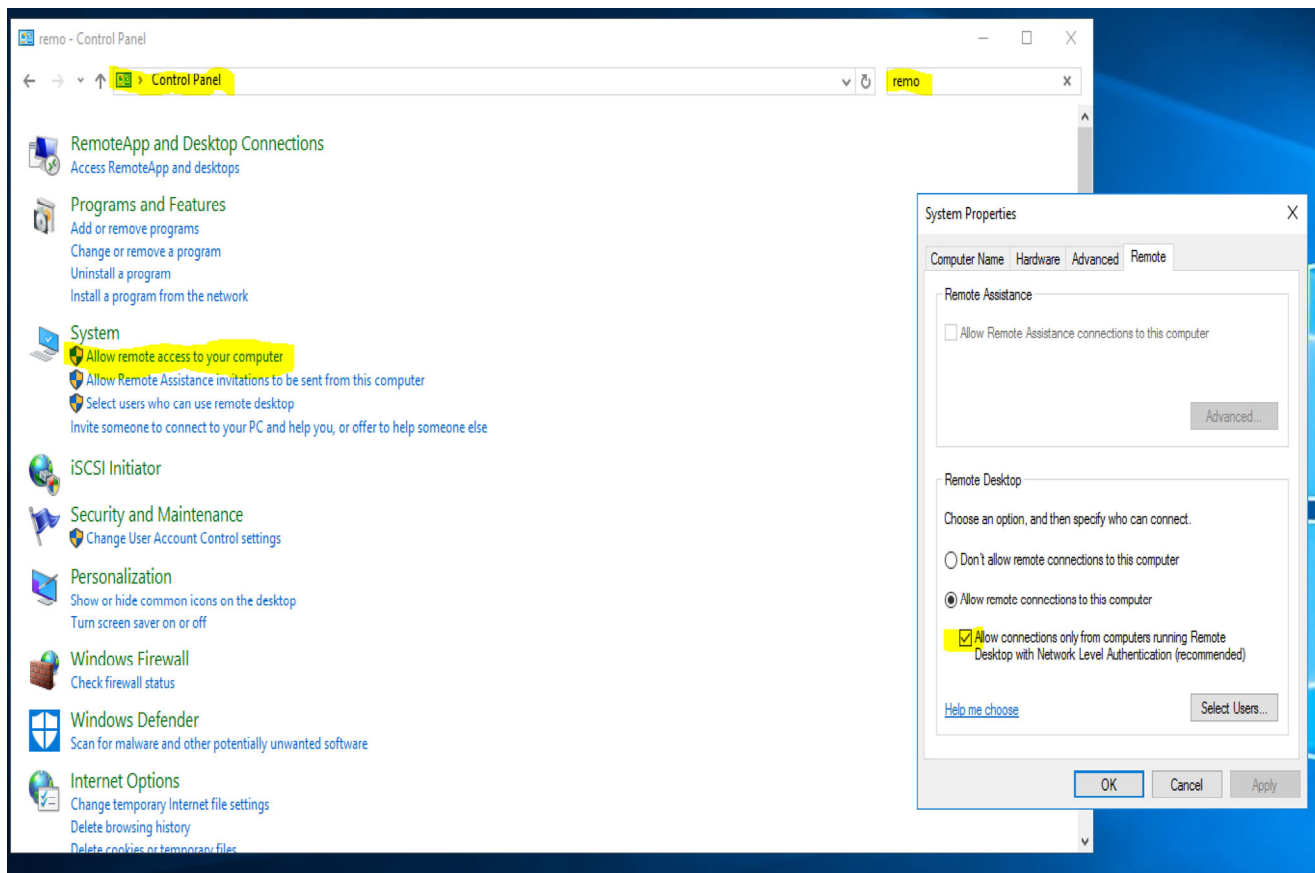 remo - Control Panel
Control Panel
remo
RemoteApp and Desktop Connections
Access RemoteApp and desktops
Programs and Features
Add or remove programs
Change or remove a program
Uninstall a program
Install a program from the network
System
Allow remote access to your computer
Allow Remote Assistance invitations to be sent from this computer
Select users who can use remote desktop
Invite someone to connect to your PC and help you, or offer to help someone else
iSCSI Initiator
Security and Maintenance
Change User Account Control settings
Personalization
Show or hide common icons on the desktop
Turn screen saver on or off
Windows Firewall
Check firewall status
Windows Defender
Scan for malware and other potentially unwanted software
Internet Options
Change temporary Internet file settings
Delete browsing history
Delete cookies or temporary files
System Properties
Computer Name Hardware Advanced Remote
Remote Assistance
Allow Remote Assistance connections to this computer
Advanced...
Remote Desktop
Choose an option, and then specify who can connect.
Don't allow remote connections to this computer
Allow remote connections to this computer
Allow connections only from computers running Remote
Desktop with Network Level Authentication (recommended)
Help me choose
Select Users...
OK Cancel Apply